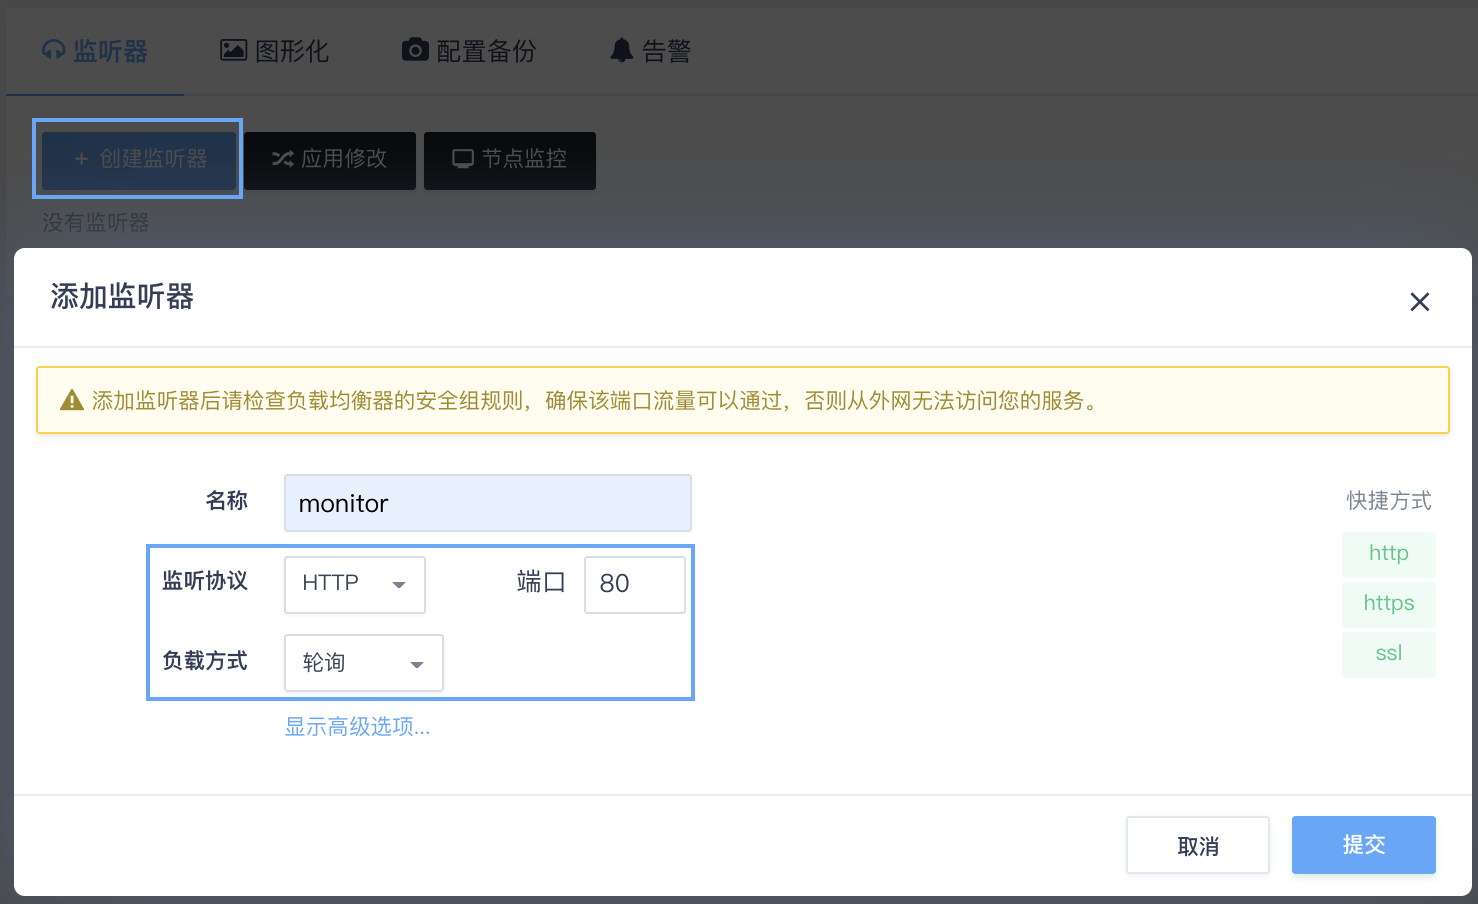 监听器 图形化 配置备份 告警
+ 创建监听器 应用修改 节点监控
没有监听器
添加监听器
添加监听器后请检查负载均衡器的安全组规则，确保该端口流量可以通过，否则从外网无法访问您的服务。
名称 monitor 快捷方式
http
监听协议 HTTP 端口 80
https
负载方式 轮询
ssl
显示高级选项...
取消 提交